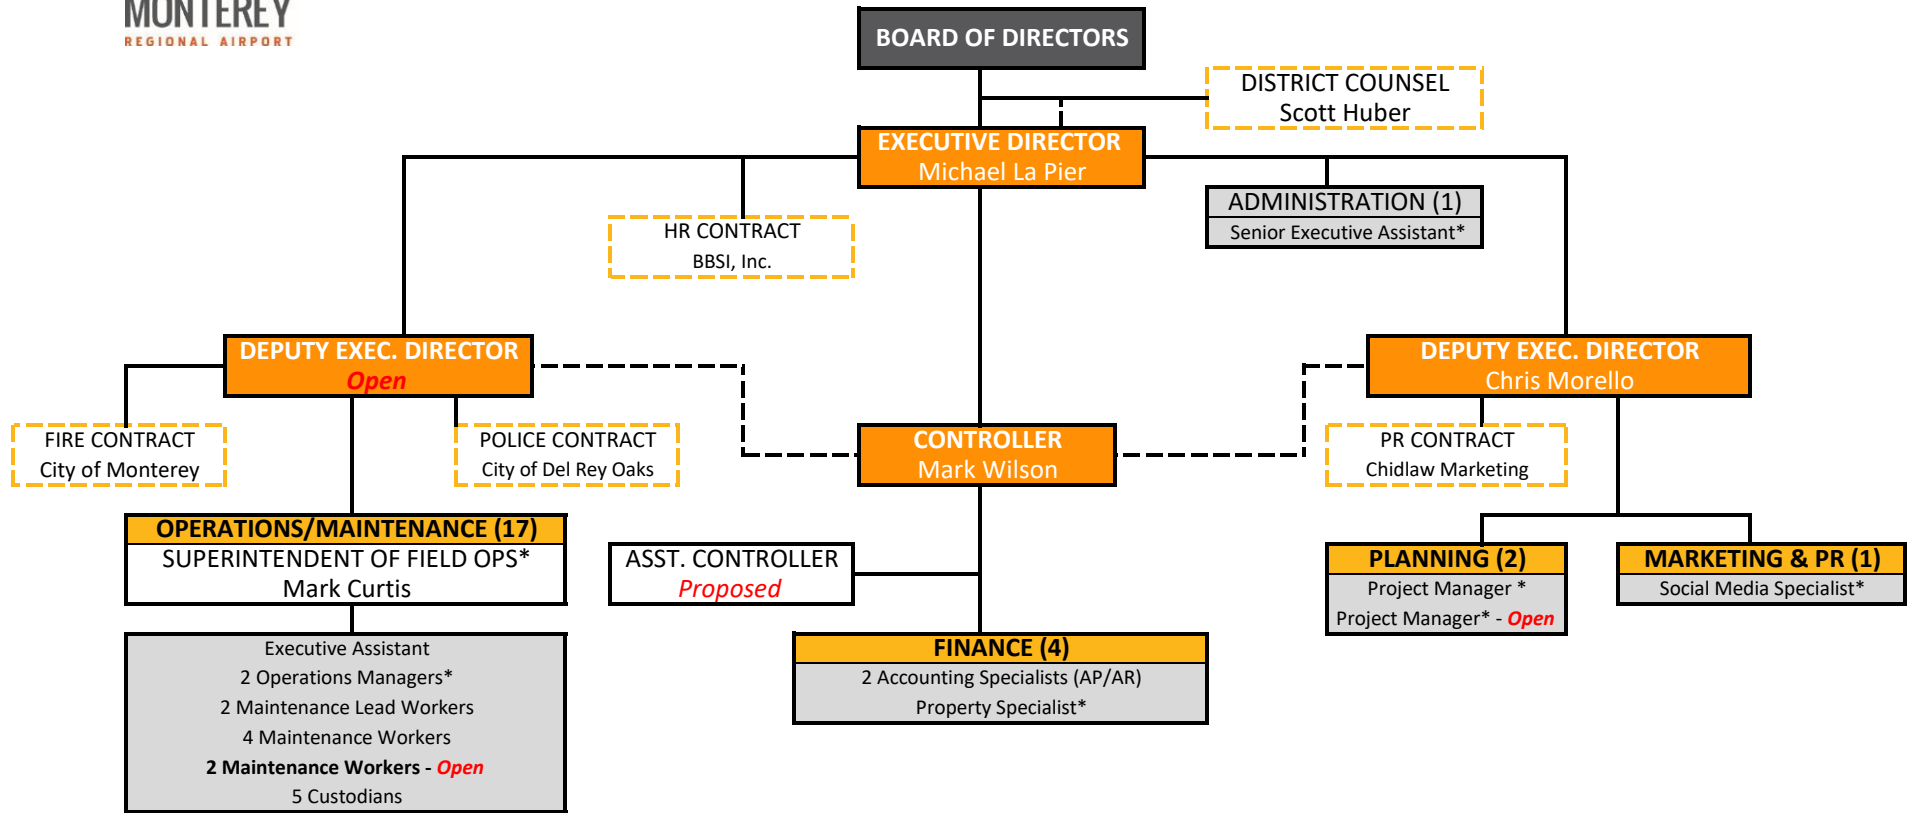 MONTEREY
REGIONAL AIRPORT
BOARD OF DIRECTORS
DISTRICT COUNSEL
Scott Huber
EXECUTIVE DIRECTOR
Michael La Pier
ADMINISTRATION (1)
Senior Executive Assistant*
HR CONTRACT
BBSI, Inc.
DEPUTY EXEC. DIRECTOR
Open
DEPUTY EXEC. DIRECTOR
Chris Morello
FIRE CONTRACT
City of Monterey
POLICE CONTRACT
City of Del Rey Oaks
CONTROLLER
Mark Wilson
PR CONTRACT
Chidlaw Marketing
OPERATIONS/MAINTENANCE (17)
SUPERINTENDENT OF FIELD OPS*
Mark Curtis
ASST. CONTROLLER
Proposed
PLANNING (2)
Project Manager *
Project Manager* - Open
MARKETING & PR (1)
Social Media Specialist*
Executive Assistant
2 Operations Managers*
2 Maintenance Lead Workers
4 Maintenance Workers
2 Maintenance Workers - Open
5 Custodians
FINANCE (4)
2 Accounting Specialists (AP/AR)
Property Specialist*